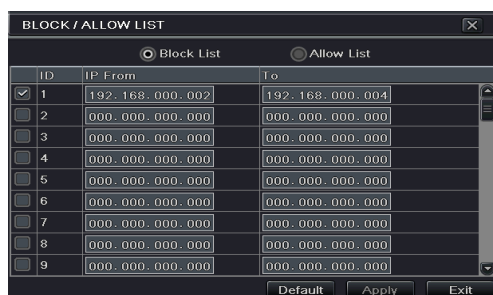 BLOCK / ALLOW LIST
Block List Allow List
ID IP From To
1 192.168.000.002 192.168.000.004
2 000.000.000.000 000.000.000.000
3 000.000.000.000 000.000.000.000
4 000.000.000.000 000.000.000.000
5 000.000.000.000 000.000.000.000
6 000.000.000.000 000.000.000.000
7 000.000.000.000 000.000.000.000
8 000.000.000.000 000.000.000.000
9 000.000.000.000 000.000.000.000
Default Apply Exit